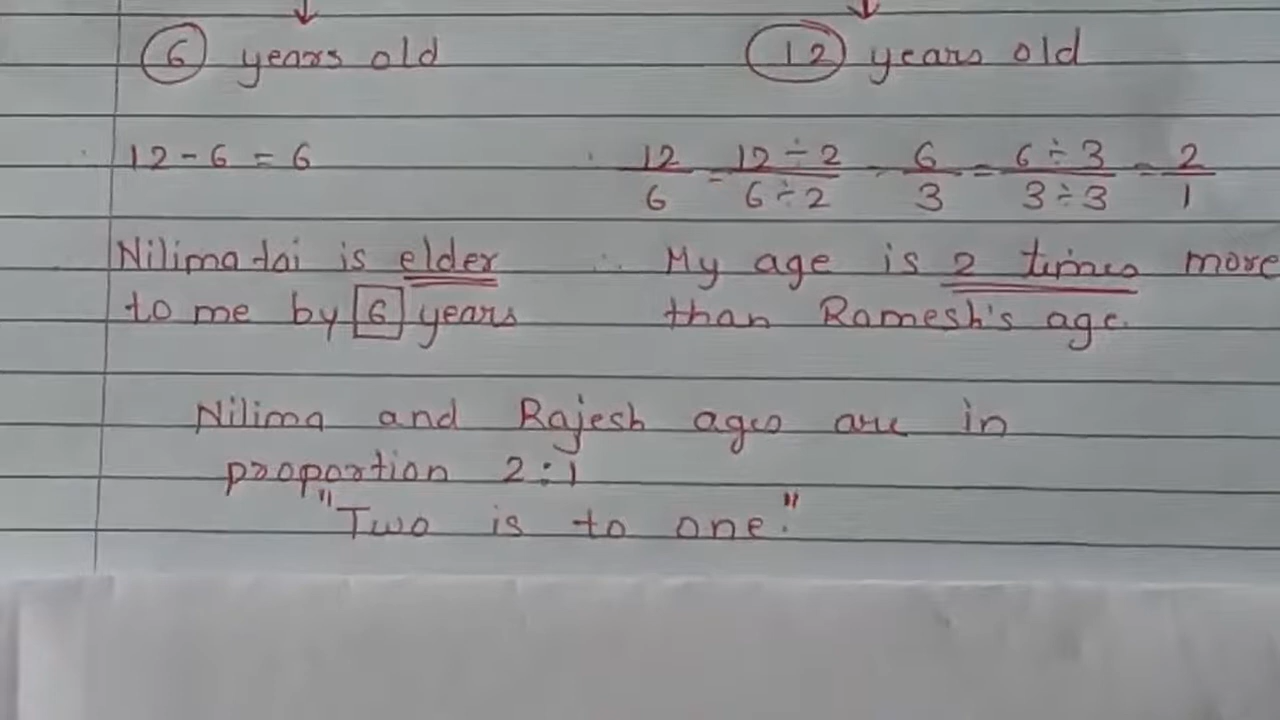 6 years old 12 years old
12 - 6 = 6 ∴ 12/6 = 12÷2/6÷2 = 6/3 = 6÷3/3÷3 = 2/1
Nilima tai is elder ∴ My age is 2 times more
to me by 6 years than Ramesh's age.
Nilima and Rajesh ages are in
proportion 2:1
"Two is to one."